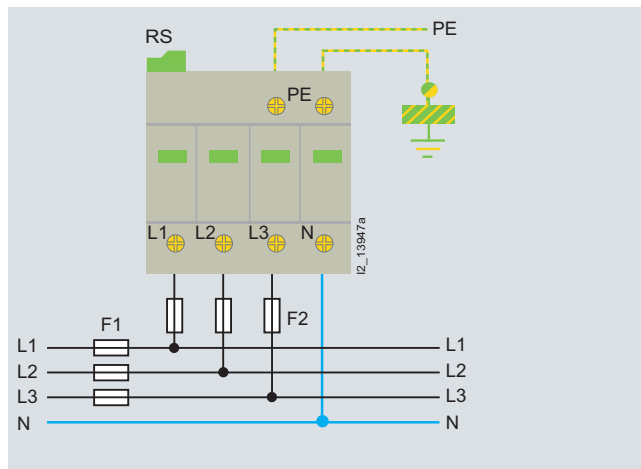 RS
PE
PE
L1 L2 L3 N
I2_13947a
F1 F2
L1 L1
L2 L2
L3 L3
N N